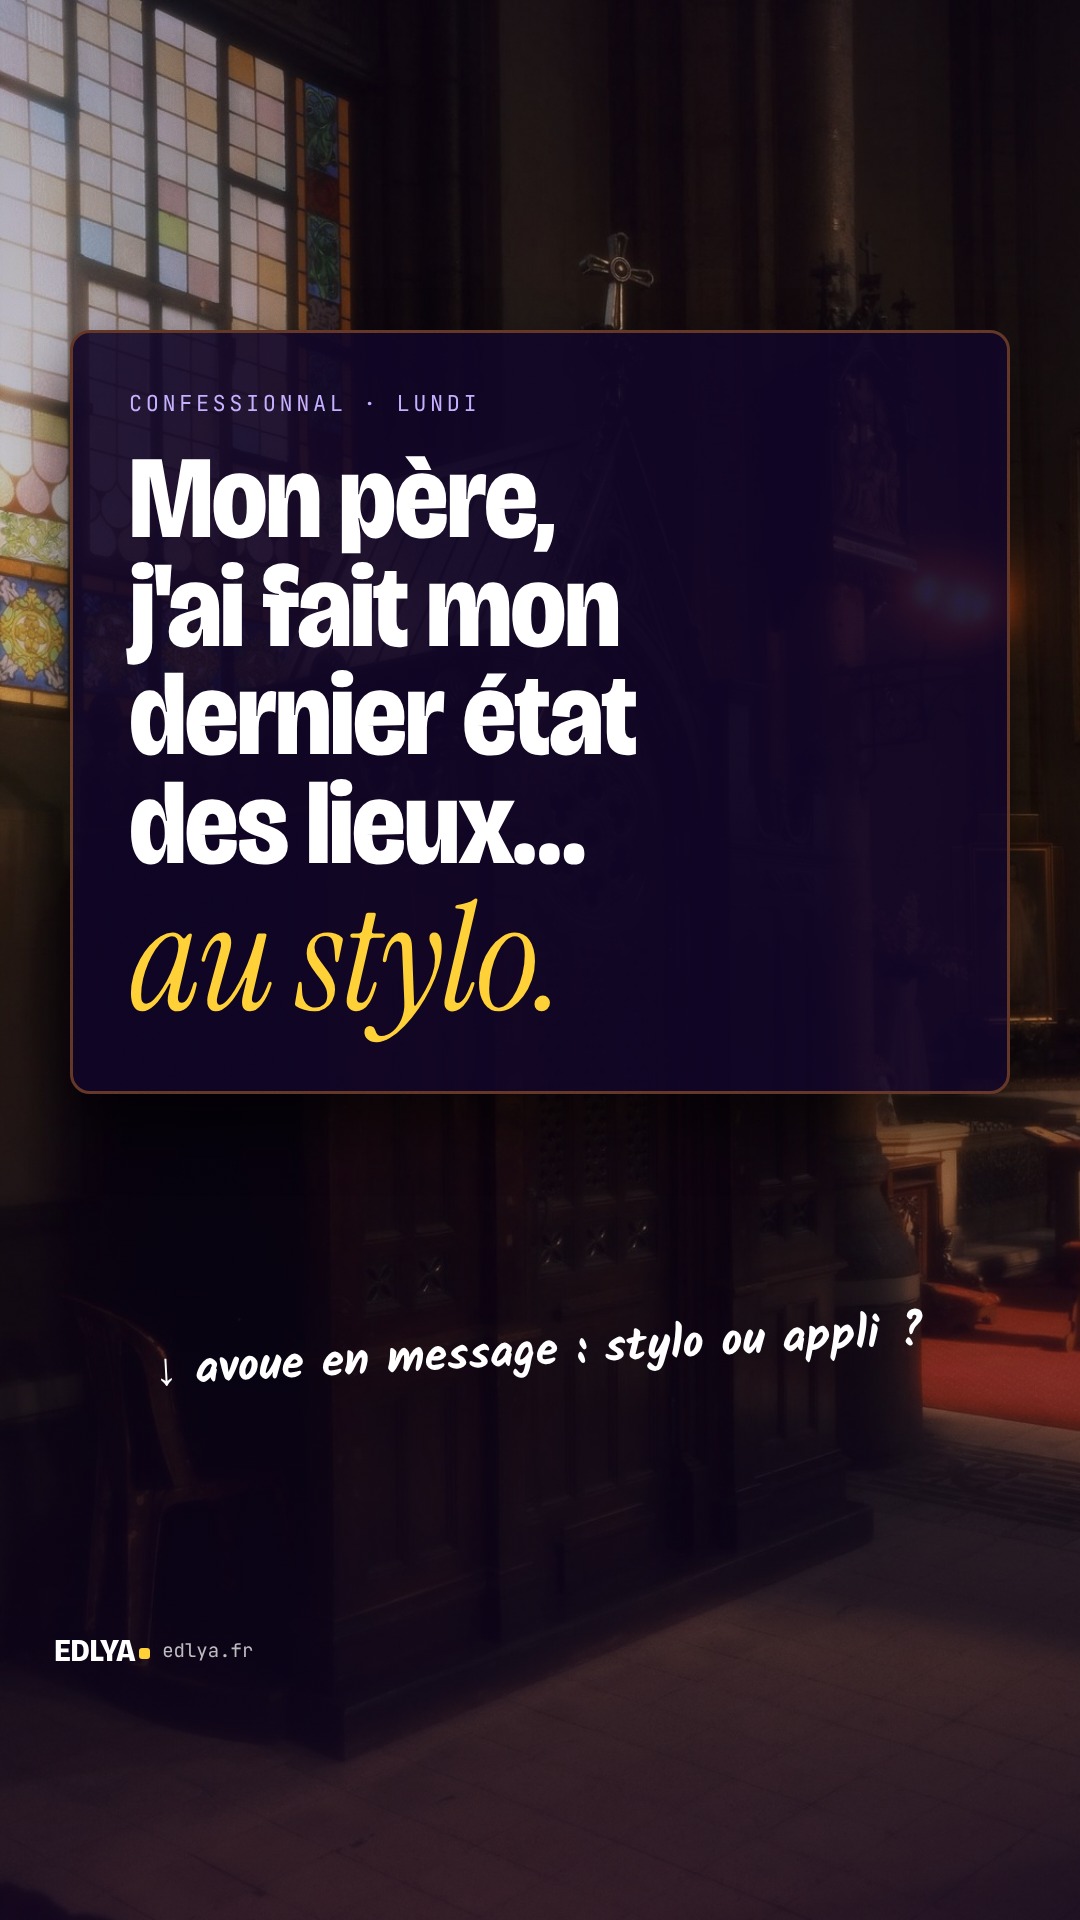 CONFESSIONNAL · LUNDI
Mon père,
j'ai fait mon
dernier état
des lieux...
au stylo.
↓ avoue en message : stylo ou appli ?
EDLYA. edlya.fr